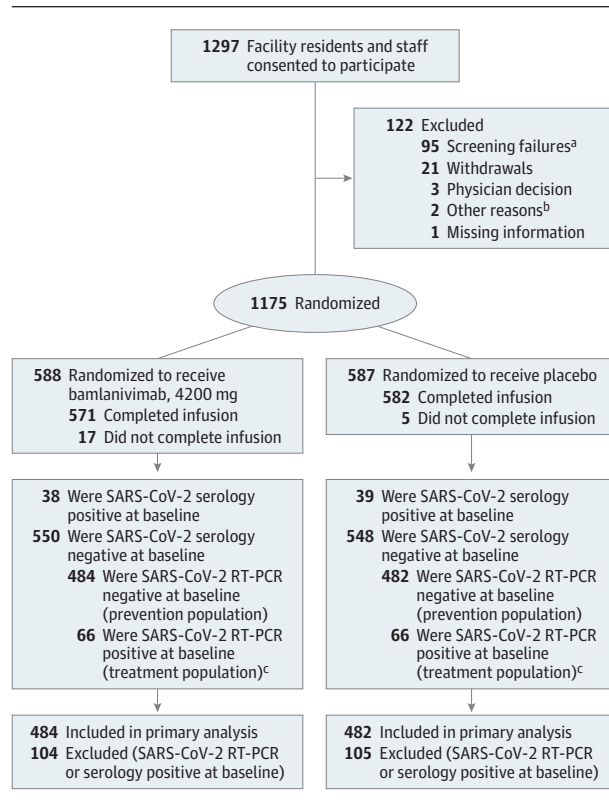 1297 Facility residents and staff
consented to participate
122 Excluded
95 Screening failuresa
21 Withdrawals
3 Physician decision
2 Other reasonsb
1 Missing information
1175 Randomized
588 Randomized to receive
bamlanivimab, 4200 mg
571 Completed infusion
17 Did not complete infusion
587 Randomized to receive placebo
582 Completed infusion
5 Did not complete infusion
38 Were SARS-CoV-2 serology
positive at baseline
550 Were SARS-CoV-2 serology
negative at baseline
484 Were SARS-CoV-2 RT-PCR
negative at baseline
(prevention population)
66 Were SARS-CoV-2 RT-PCR
positive at baseline
(treatment population)c
39 Were SARS-CoV-2 serology
positive at baseline
548 Were SARS-CoV-2 serology
negative at baseline
482 Were SARS-CoV-2 RT-PCR
negative at baseline
(prevention population)
66 Were SARS-CoV-2 RT-PCR
positive at baseline
(treatment population)c
484 Included in primary analysis
104 Excluded (SARS-CoV-2 RT-PCR
or serology positive at baseline)
482 Included in primary analysis
105 Excluded (SARS-CoV-2 RT-PCR
or serology positive at baseline)